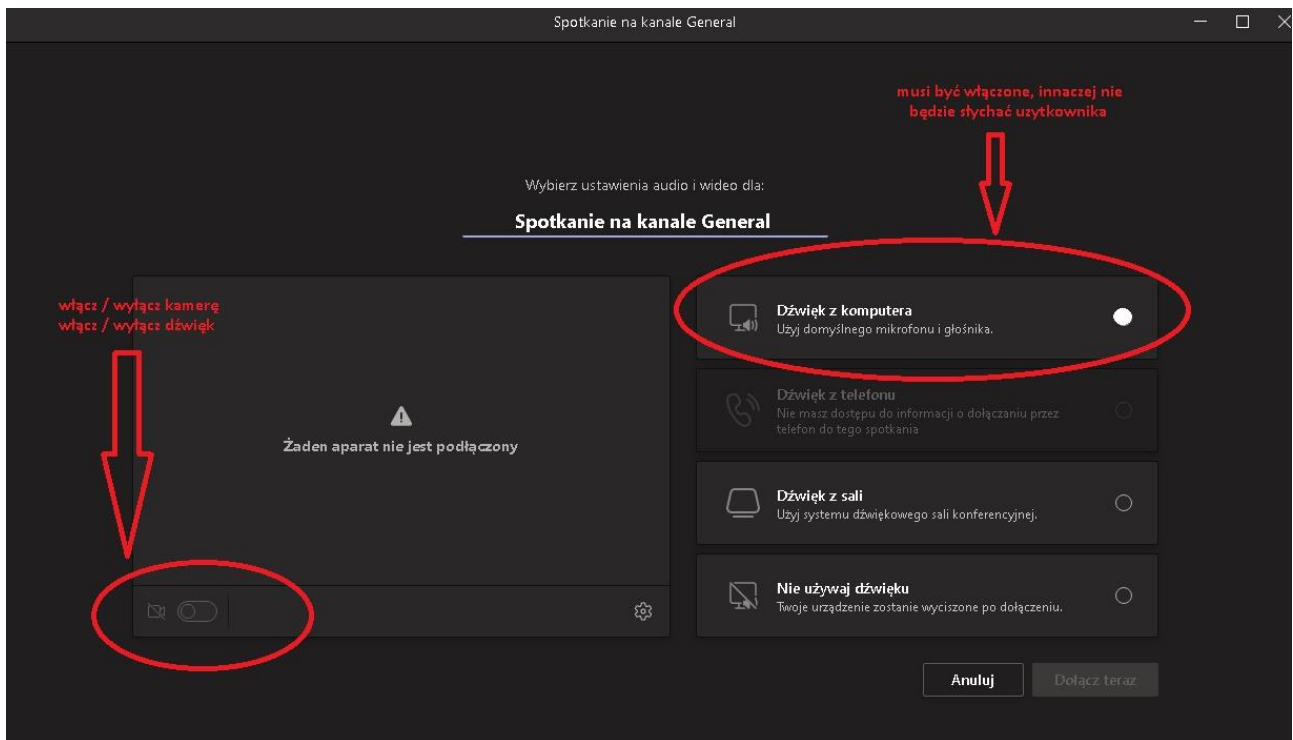 Spotkanie na kanale General
musi być włączone, innaczej nie
będzie słychać uzytkownika
Wybierz ustawienia audio i wideo dla:
Spotkanie na kanale General
włącz / wyłącz kamerę
włącz / wyłącz dźwięk
Żaden aparat nie jest podłączony
Dźwięk z komputera
Użyj domyślnego mikrofonu i głośnika.
Dźwięk z telefonu
Nie masz dostępu do informacji o dołączaniu przez
telefon do tego spotkania
Dźwięk z sali
Użyj systemu dźwiękowego sali konferencyjnej.
Nie używaj dźwięku
Twoje urządzenie zostanie wyciszone po dołączeniu.
Anuluj
Dołącz teraz